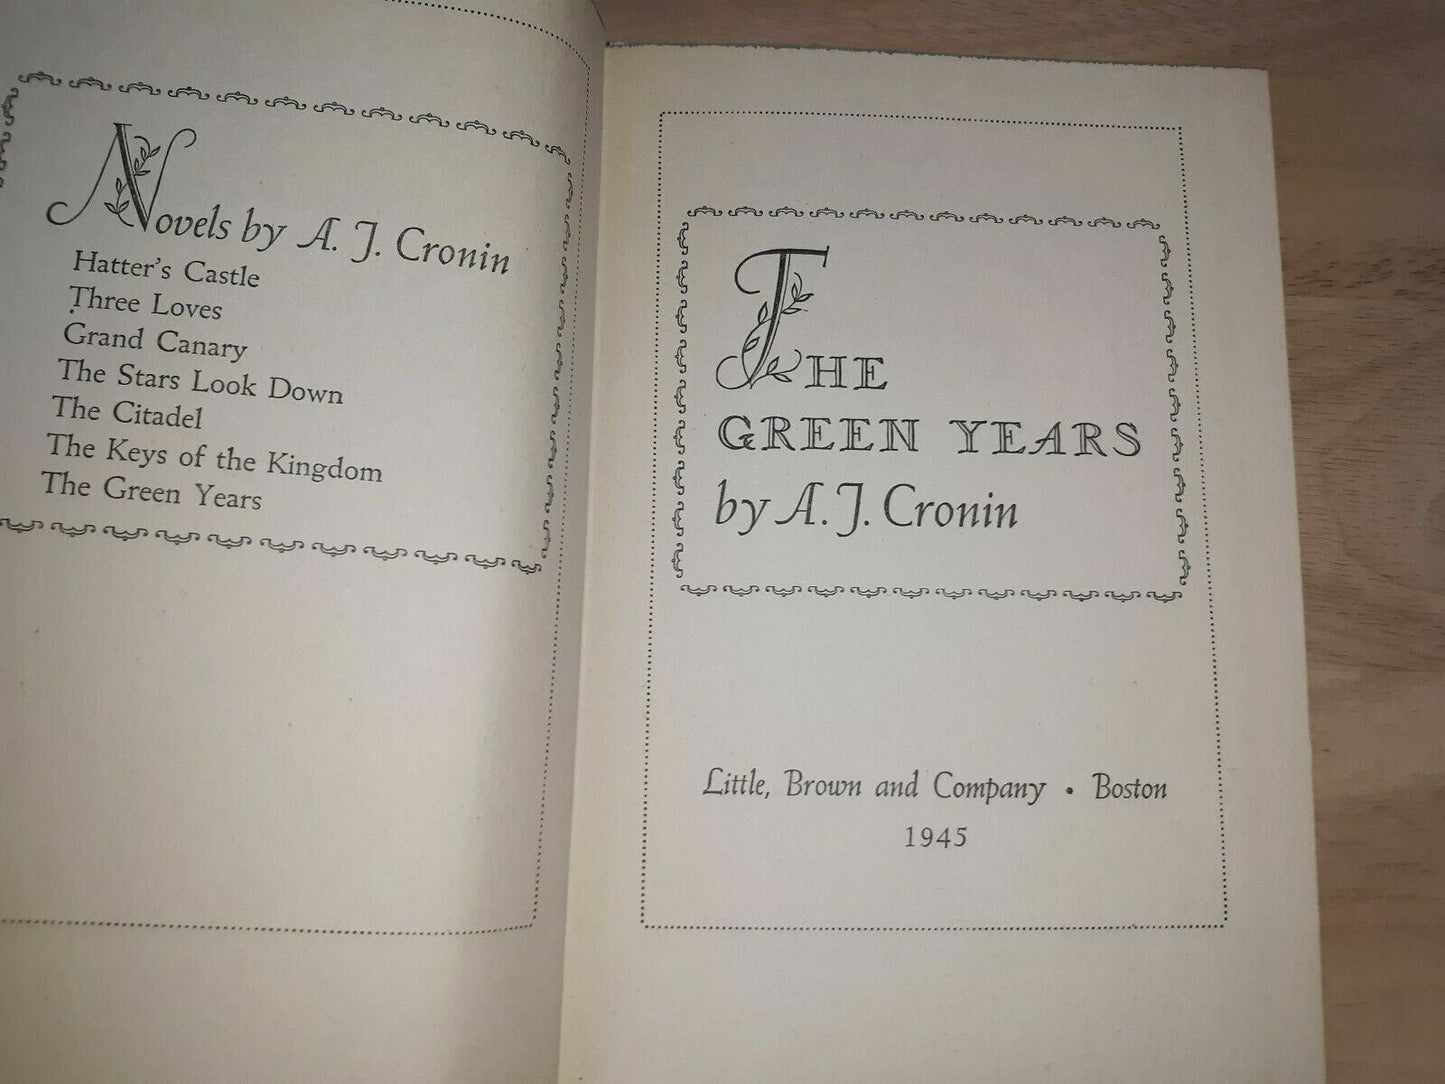 Novels by A. J. Cronin
Hatter's Castle
Three Loves
Grand Canary
The Stars Look Down
The Citadel
The Keys of the Kingdom
The Green Years
THE
GREEN YEARS
by A. J. Cronin
Little, Brown and Company • Boston
1945